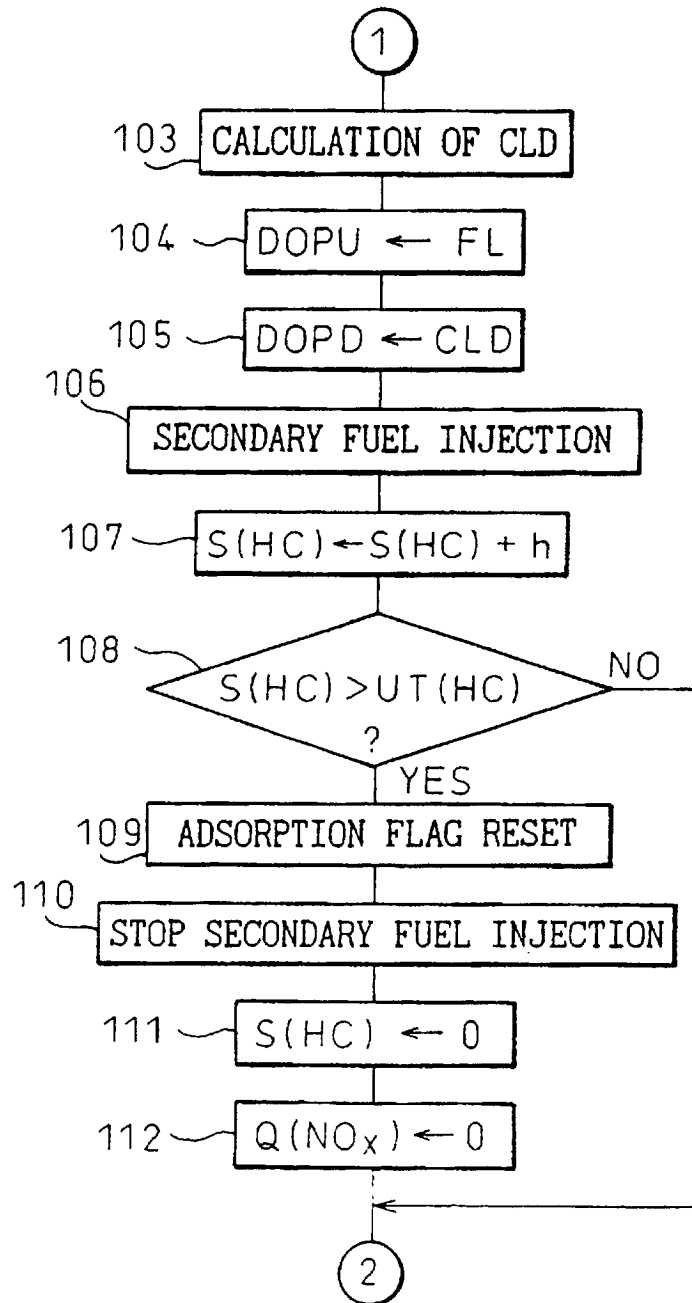 1
103 CALCULATION OF CLD
104 DOPU ← FL
105 DOPD ← CLD
106
SECONDARY FUEL INJECTION
107 S(HC) ← S(HC) + h
108
S(HC) > UT(HC) NO
?
YES
109 ADSORPTION FLAG RESET
110
STOP SECONDARY FUEL INJECTION
111 S(HC) ← 0
112 Q(NOx) ← 0
2